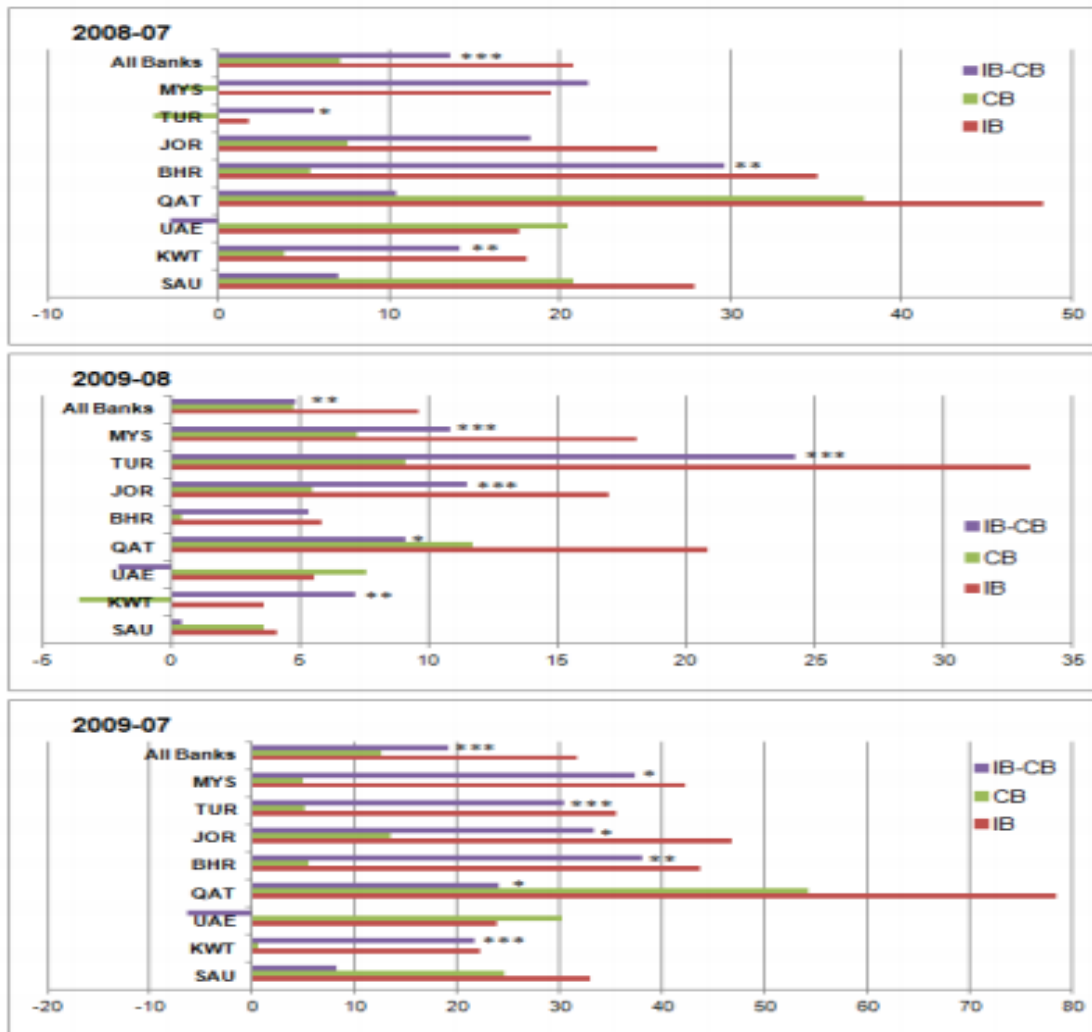 2008-07
All Banks ***
MYS
TUR *
JOR
BHR **
QAT
UAE
KWT **
SAU
IB-CB
CB
IB
-10 0 10 20 30 40 50
2009-08
All Banks **
MYS ***
TUR ***
JOR ***
BHR
QAT *
UAE
KWT **
SAU
IB-CB
CB
IB
-5 0 5 10 15 20 25 30 35
2009-07
All Banks ***
MYS *
TUR ***
JOR *
BHR **
QAT *
UAE
KWT ***
SAU
IB-CB
CB
IB
-20 -10 0 10 20 30 40 50 60 70 80